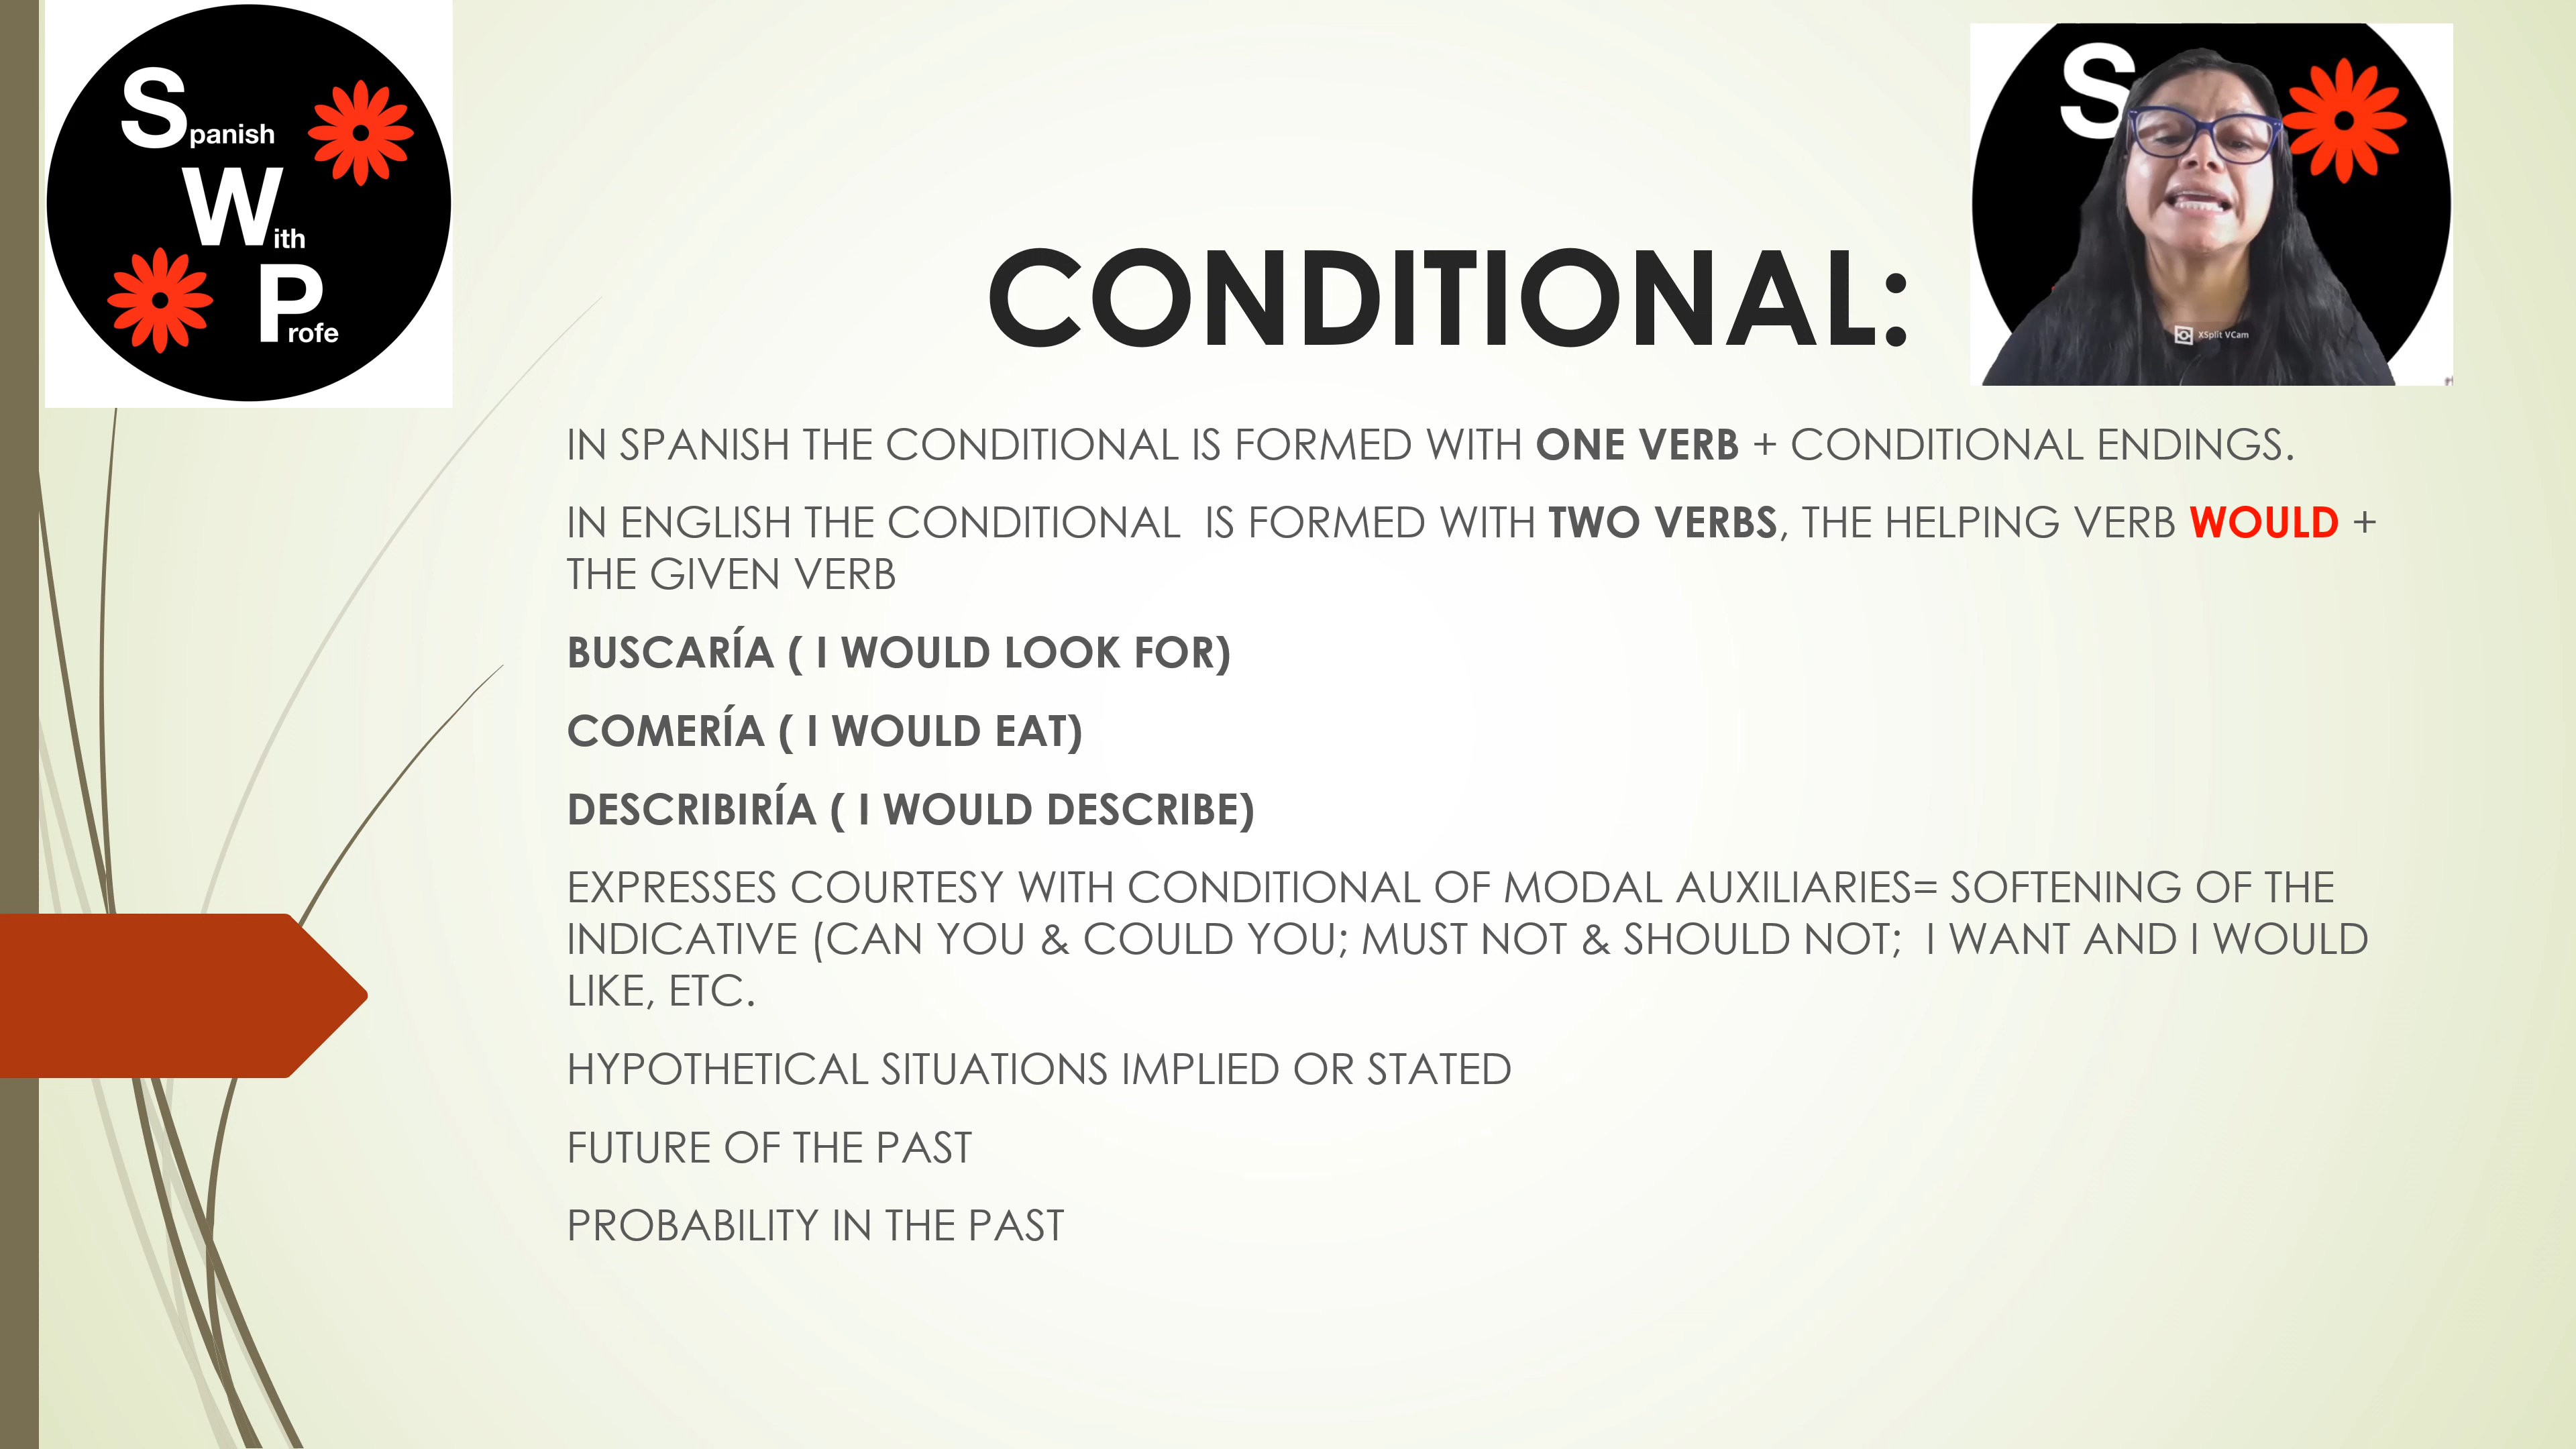 Spanish
With
Profe
S
XSplit VCam
CONDITIONAL:
IN SPANISH THE CONDITIONAL IS FORMED WITH ONE VERB + CONDITIONAL ENDINGS.
IN ENGLISH THE CONDITIONAL  IS FORMED WITH TWO VERBS, THE HELPING VERB WOULD +
THE GIVEN VERB
BUSCARÍA ( I WOULD LOOK FOR)
COMERÍA ( I WOULD EAT)
DESCRIBIRÍA ( I WOULD DESCRIBE)
EXPRESSES COURTESY WITH CONDITIONAL OF MODAL AUXILIARIES= SOFTENING OF THE
INDICATIVE (CAN YOU & COULD YOU; MUST NOT & SHOULD NOT;  I WANT AND I WOULD
LIKE, ETC.
HYPOTHETICAL SITUATIONS IMPLIED OR STATED
FUTURE OF THE PAST
PROBABILITY IN THE PAST